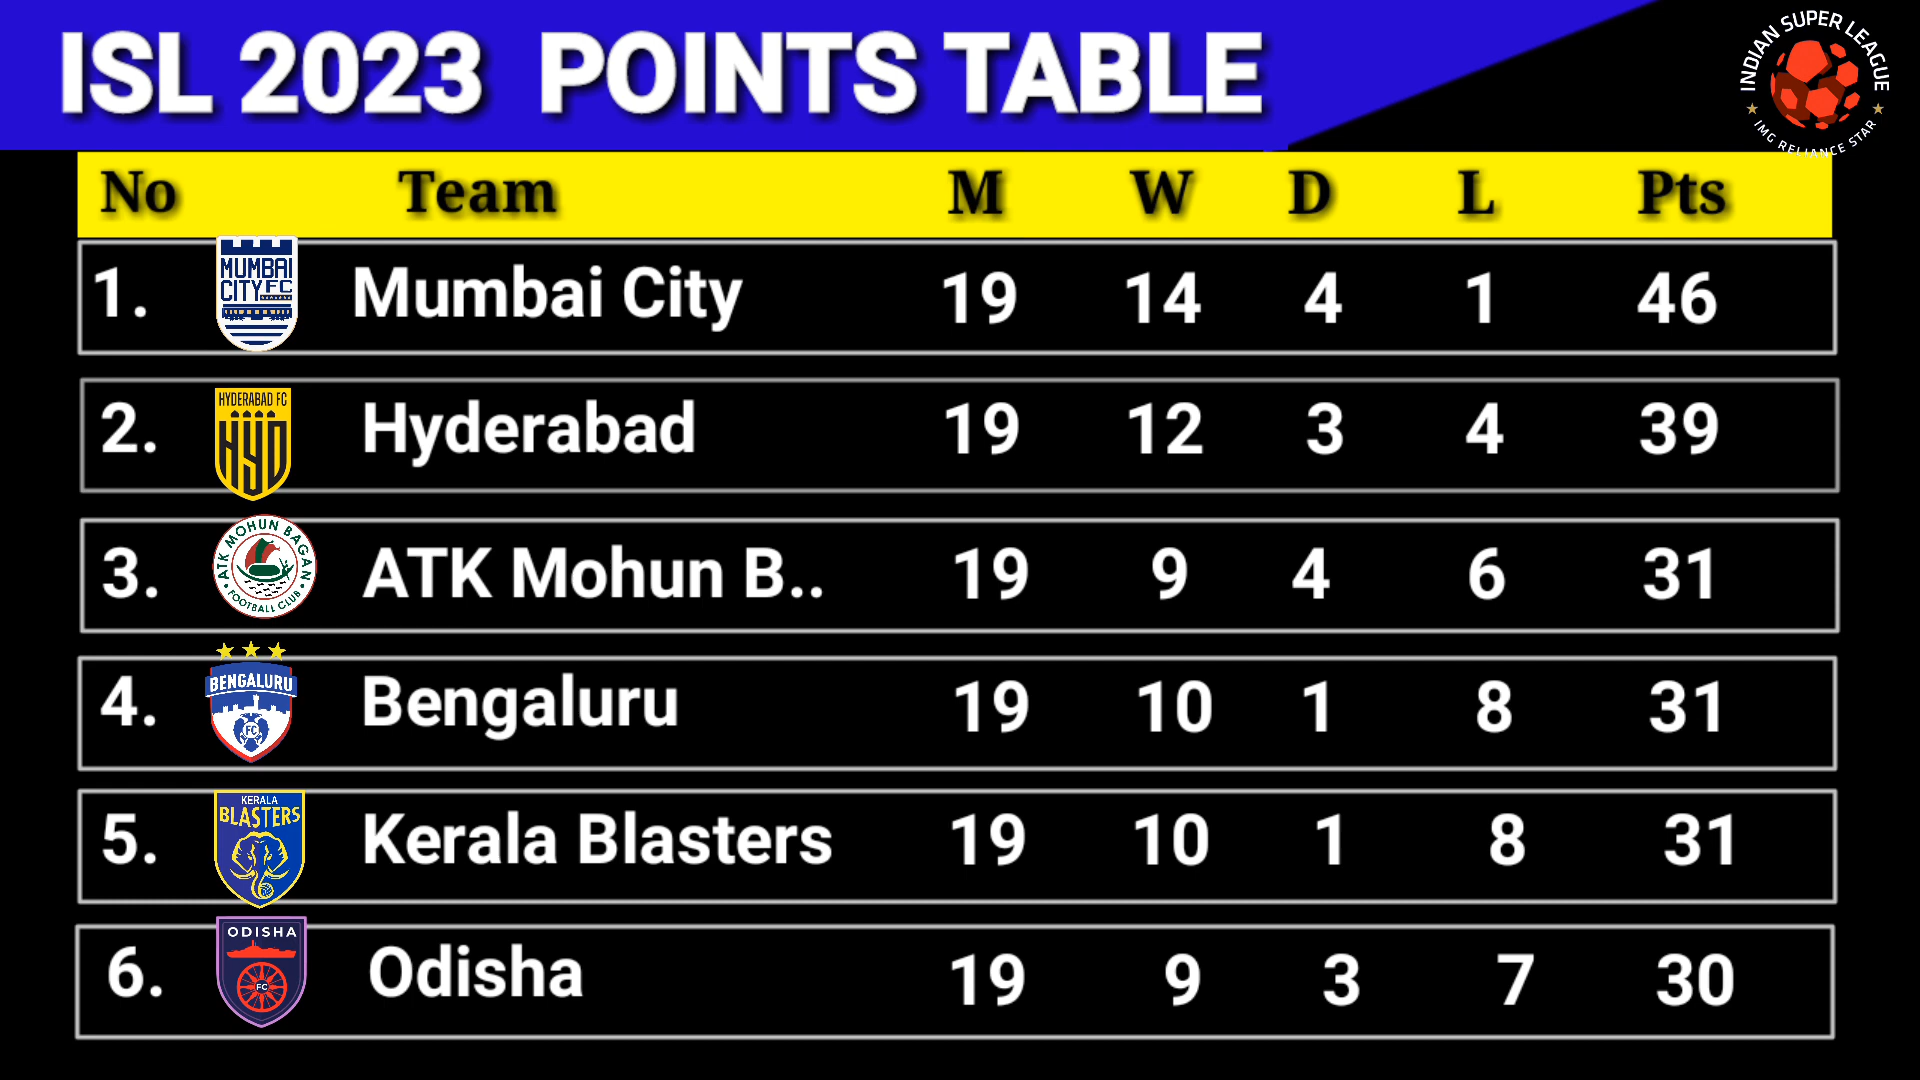 ISL 2023 POINTS TABLE
INDIAN SUPER LEAGUE
IMG RELIANCE STAR
No Team M W D L Pts
MUMBAI
CITY FC
1. Mumbai City 19 14 4 1 46
HYDERABAD FC
HYD
2. Hyderabad 19 12 3 4 39
ATK MOHUN BAGAN
FOOTBALL CLUB
3. ATK Mohun B.. 19 9 4 6 31
BENGALURU
FC
4. Bengaluru 19 10 1 8 31
KERALA
BLASTERS
5. Kerala Blasters 19 10 1 8 31
ODISHA
FC
6. Odisha 19 9 3 7 30